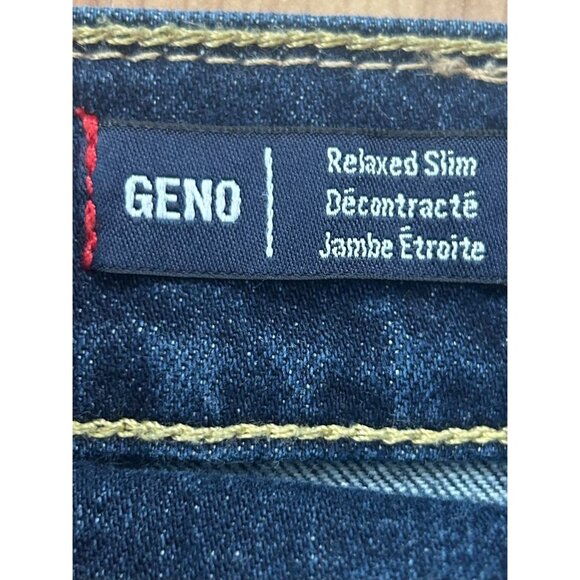 GENO
Relaxed Slim
Décontracté
Jambe Étroite